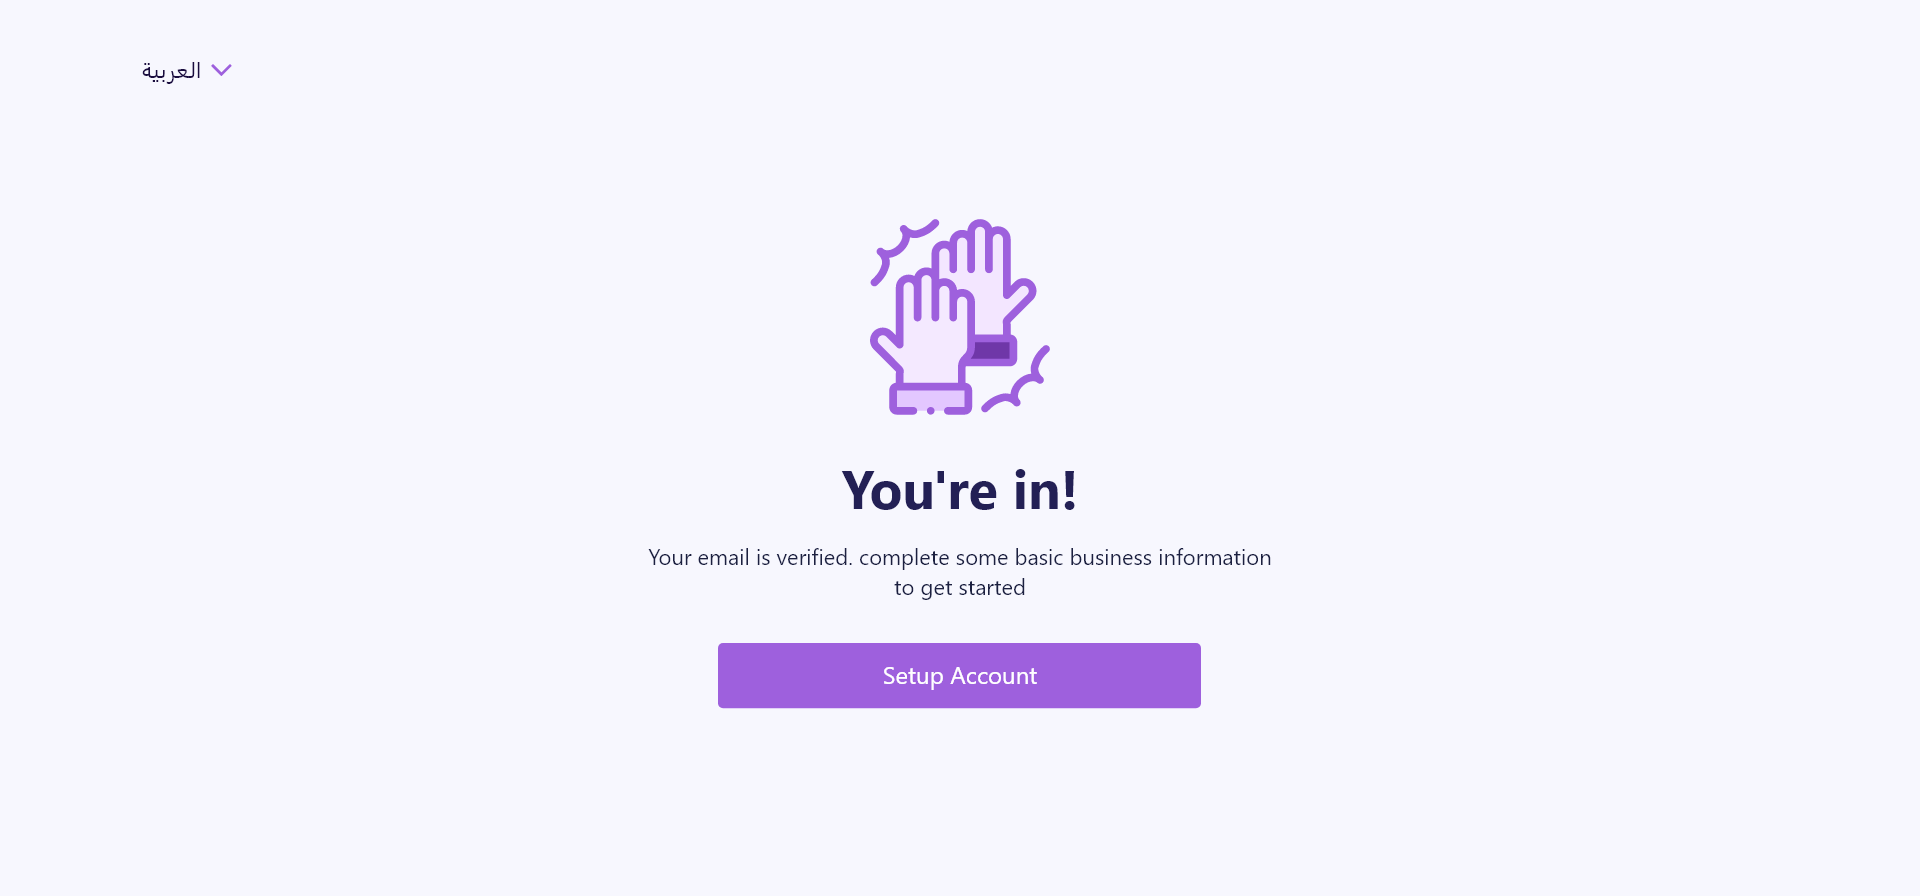 العربية
You're in!
Your email is verified. complete some basic business information
to get started
Setup Account